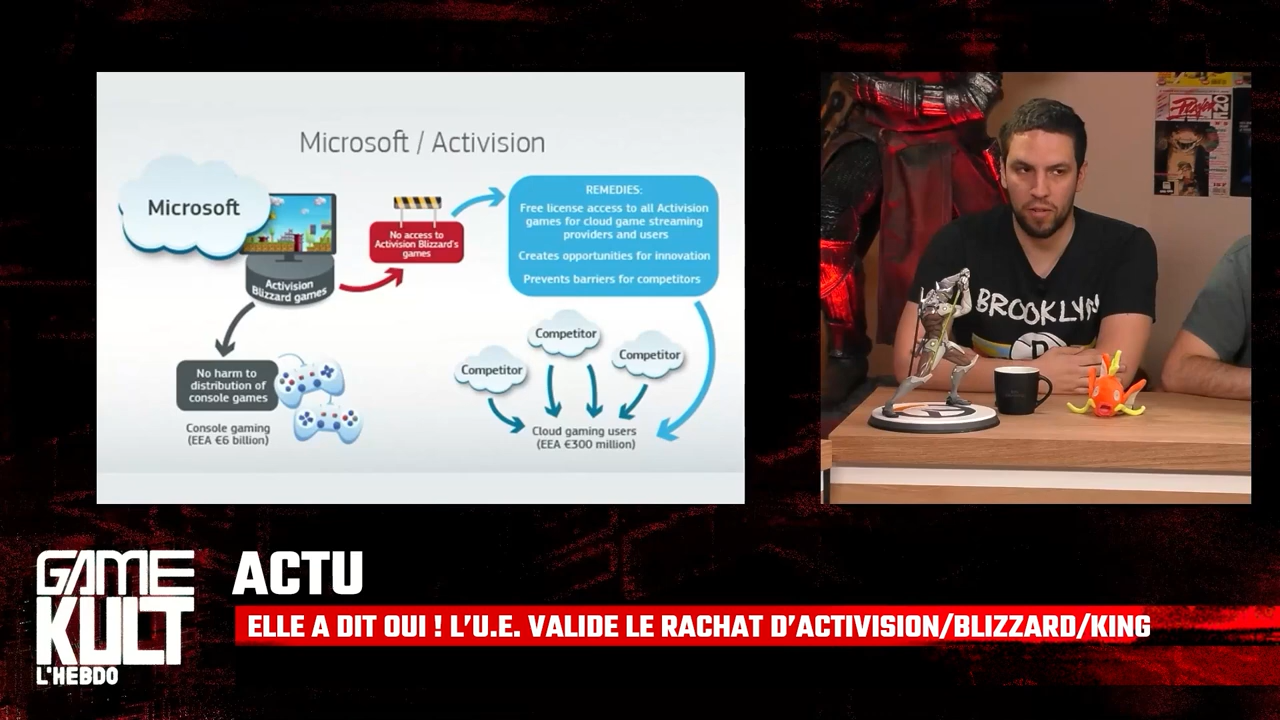 Microsoft / Activision
Microsoft
Activision
Blizzard games
No access to
Activision Blizzard's
games
REMEDIES:
Free license access to all Activision
games for cloud game streaming
providers and users
Creates opportunities for innovation
Prevents barriers for competitors
No harm to
distribution of
console games
Console gaming
(EEA €6 billion)
Competitor
Competitor
Competitor
Cloud gaming users
(EEA €300 million)
BROOKLYN
GAME
KULT
L'HEBDO
ACTU
ELLE A DIT OUI ! L'U.E. VALIDE LE RACHAT D'ACTIVISION/BLIZZARD/KING